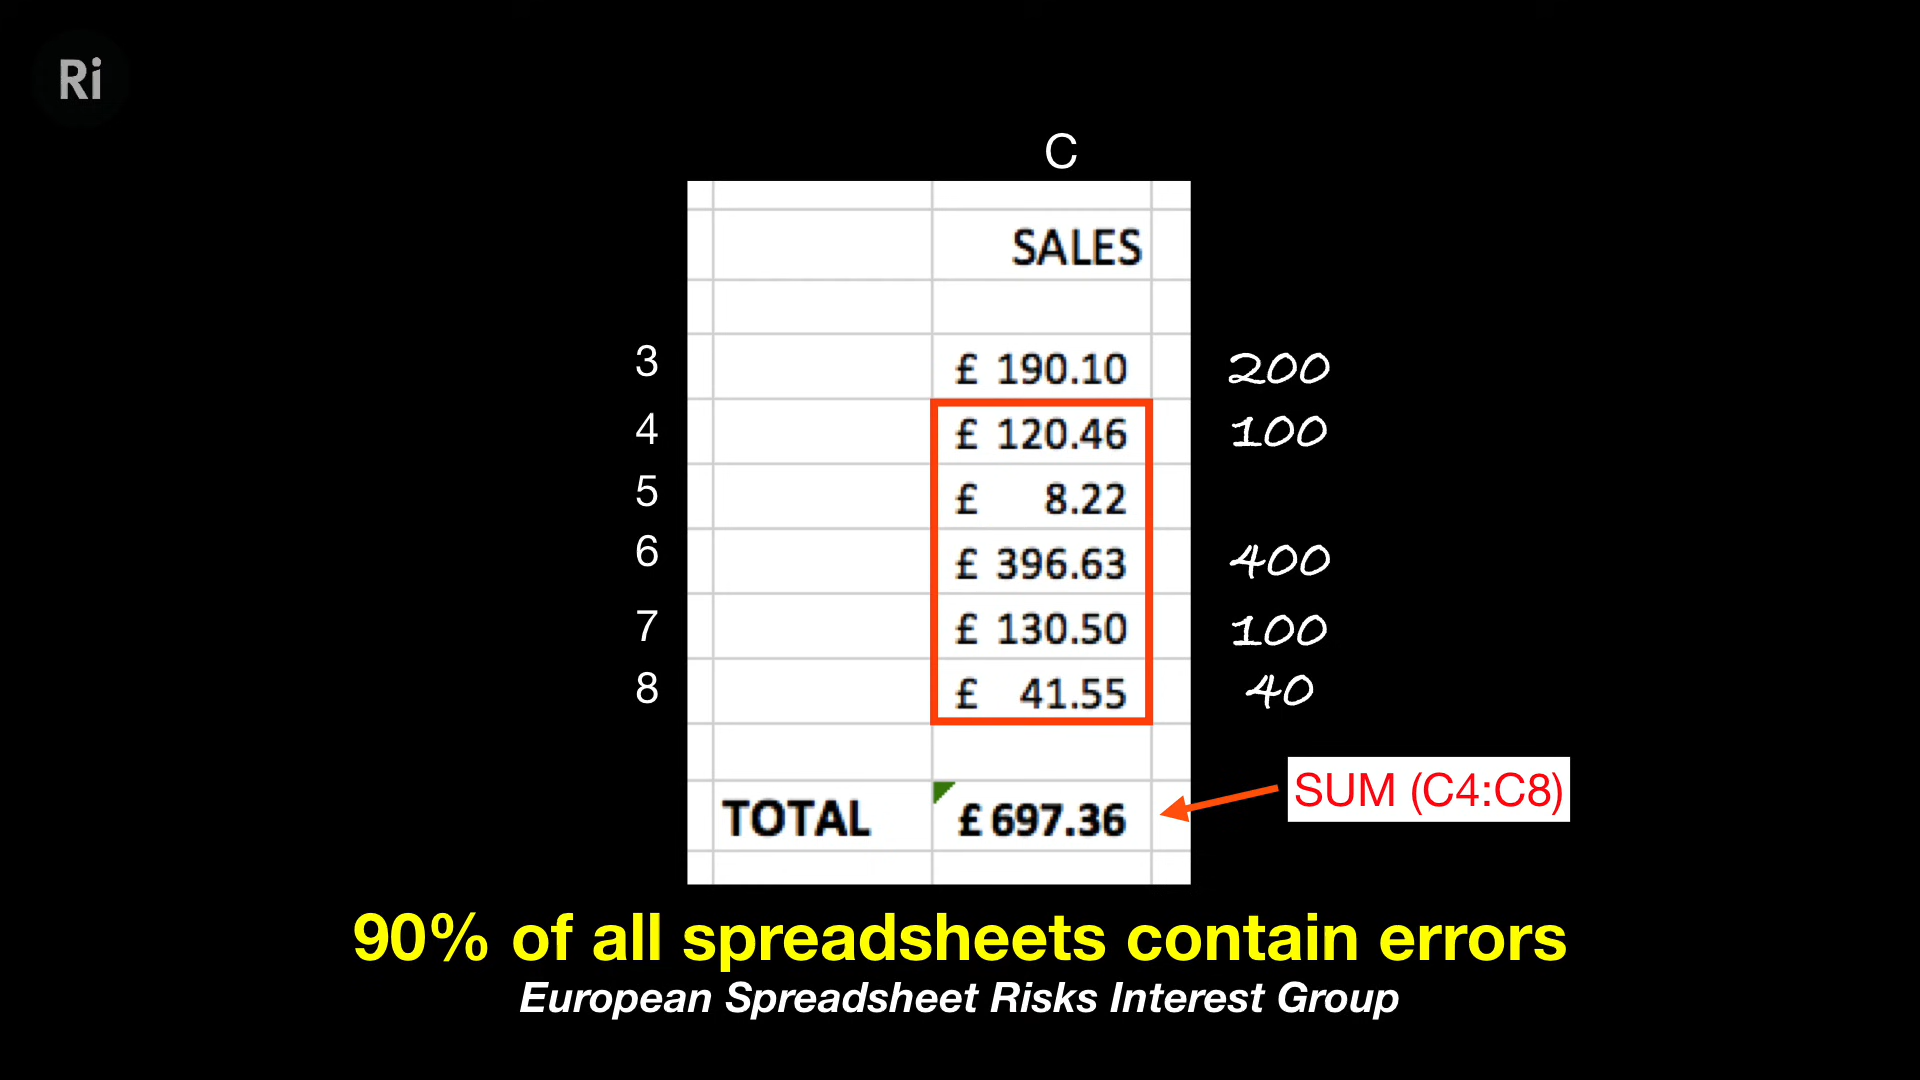 Ri
C
SALES
3 £ 190.10 200
4 £ 120.46 100
5 £ 8.22
6 £ 396.63 400
7 £ 130.50 100
8 £ 41.55 40
SUM (C4:C8)
TOTAL £697.36
90% of all spreadsheets contain errors
European Spreadsheet Risks Interest Group